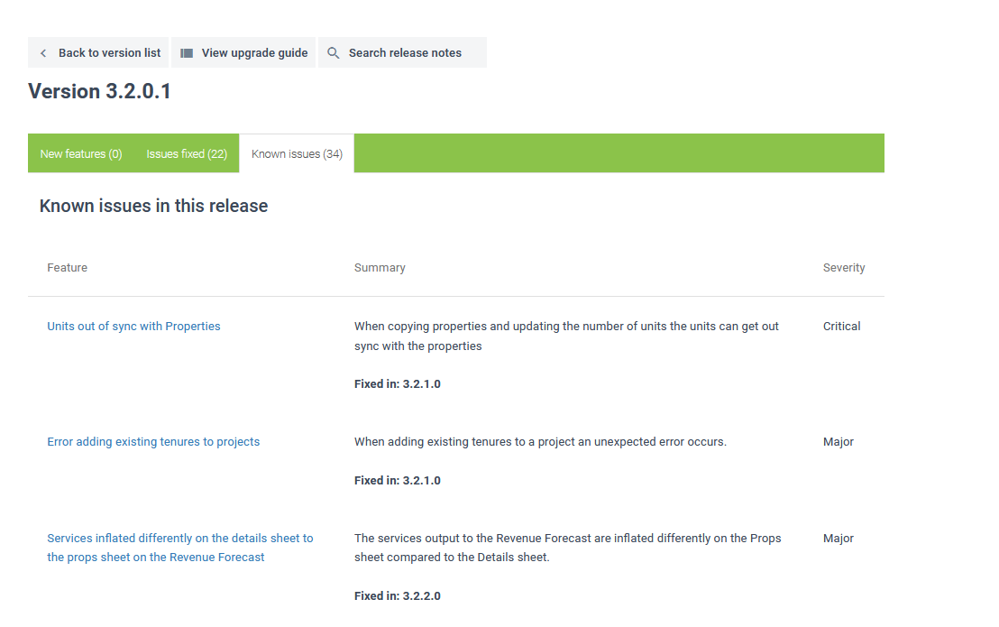 Back to version list
View upgrade guide
Search release notes
Version 3.2.0.1
New features (0)
Issues fixed (22)
Known issues (34)
Known issues in this release
Feature
Summary
Severity
Units out of sync with Properties
When copying properties and updating the number of units the units can get out
sync with the properties
Critical
Fixed in: 3.2.1.0
Error adding existing tenures to projects
When adding existing tenures to a project an unexpected error occurs.
Major
Fixed in: 3.2.1.0
Services inflated differently on the details sheet to
the props sheet on the Revenue Forecast
The services output to the Revenue Forecast are inflated differently on the Props
sheet compared to the Details sheet.
Major
Fixed in: 3.2.2.0